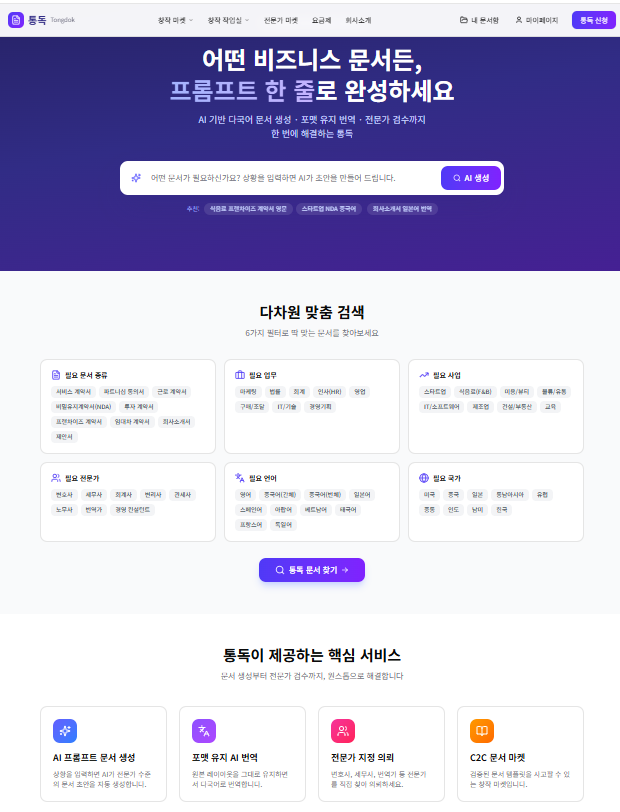 통독 Tongdok 창작 마켓 창작 작업실 전문가 마켓 요금제 회사소개 내 문서함 마이페이지 통독 신청
어떤 비즈니스 문서든,
프롬프트 한 줄로 완성하세요
AI 기반 다국어 문서 생성 · 포맷 유지 번역 · 전문가 검수까지
한 번에 해결하는 통독
어떤 문서가 필요하신가요? 상황을 입력하면 AI가 초안을 만들어 드립니다. AI 생성
추천: 식음료 프랜차이즈 계약서 영문 스타트업 NDA 중국어 회사소개서 일본어 번역
다차원 맞춤 검색
6가지 필터로 딱 맞는 문서를 찾아보세요
필요 문서 종류
서비스 계약서 파트너십 동의서 근로 계약서
비밀유지계약서(NDA) 투자 계약서
프랜차이즈 계약서 임대차 계약서 회사소개서
제안서
필요 업무
마케팅 법률 회계 인사(HR) 영업
구매/조달 IT/기술 경영기획
필요 사업
스타트업 식음료(F&B) 미용/뷰티 물류/유통
IT/소프트웨어 제조업 건설/부동산 교육
필요 전문가
변호사 세무사 회계사 변리사 관세사
노무사 번역가 경영 컨설턴트
필요 언어
영어 중국어(간체) 중국어(번체) 일본어
스페인어 아랍어 베트남어 태국어
프랑스어 독일어
필요 국가
미국 중국 일본 동남아시아 유럽
중동 인도 남미 한국
통독 문서 찾기 →
통독이 제공하는 핵심 서비스
문서 생성부터 전문가 검수까지, 원스톱으로 해결합니다
AI 프롬프트 문서 생성
상황을 입력하면 AI가 전문가 수준
의 문서 초안을 자동 생성합니다.
포맷 유지 AI 번역
원본 레이아웃을 그대로 유지하면
서 다국어로 번역합니다.
전문가 지정 의뢰
변호사, 세무사, 번역가 등 전문가
를 직접 찾아 의뢰하세요.
C2C 문서 마켓
검증된 문서 템플릿을 사고팔 수 있
는 창작 마켓입니다.